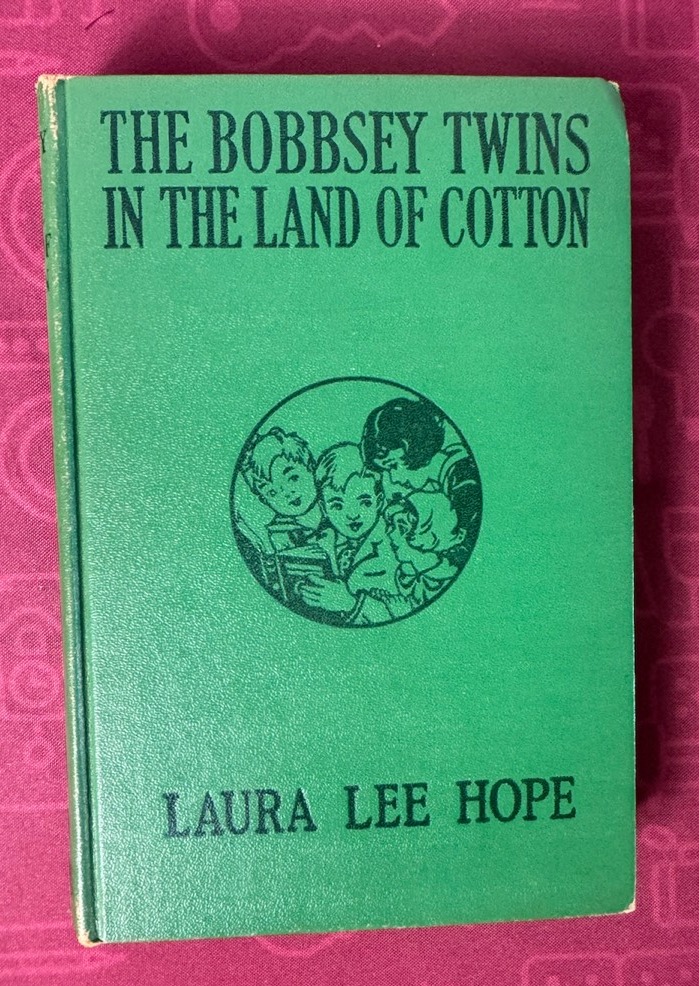 THE BOBBSEY TWINS
IN THE LAND OF COTTON
LAURA LEE HOPE